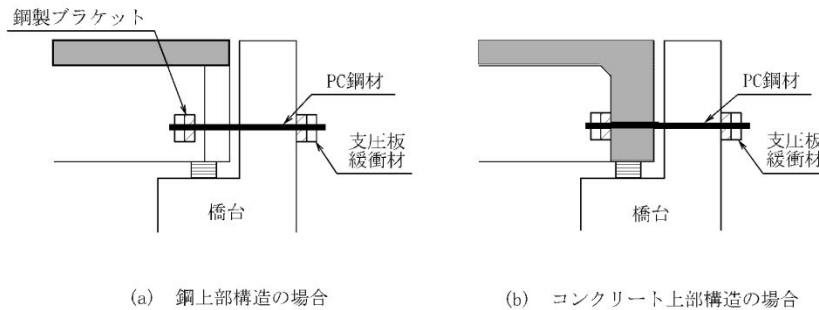 鋼製ブラケット
PC鋼材
支圧板
緩衝材
橋台
(a) 鋼上部構造の場合
PC鋼材
支圧板
緩衝材
橋台
(b) コンクリート上部構造の場合